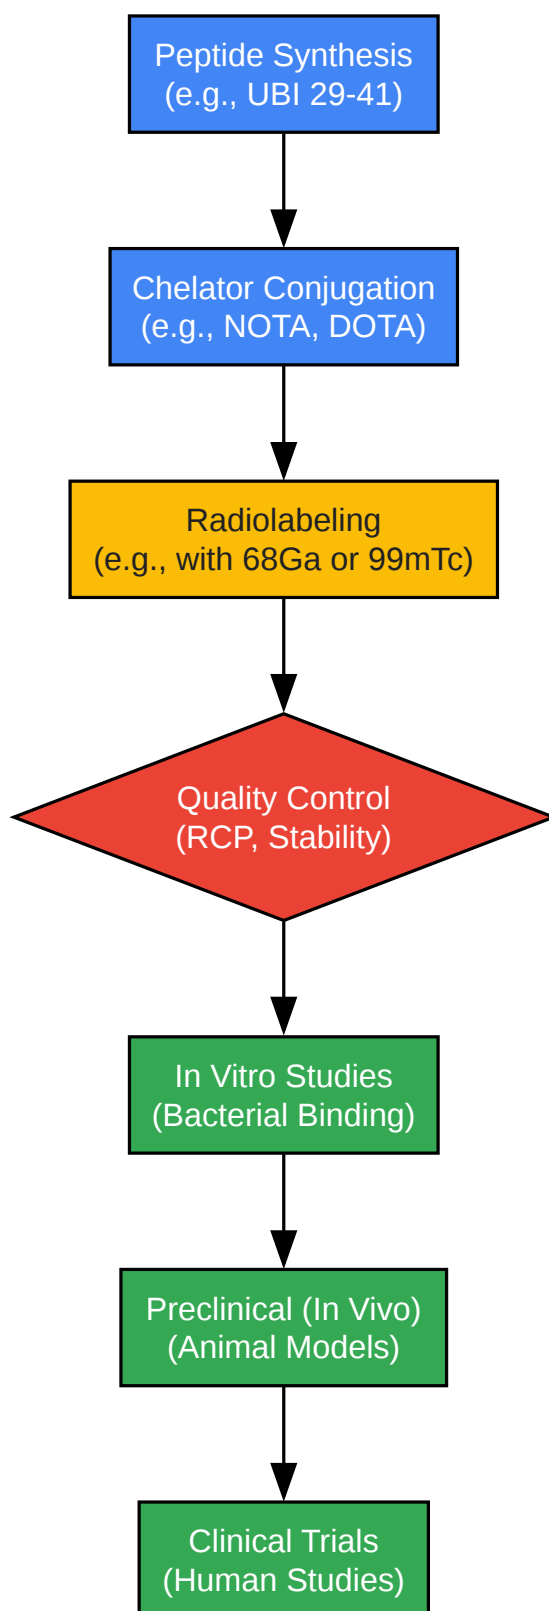 Peptide Synthesis
(e.g., UBI 29-41)
Chelator Conjugation
(e.g., NOTA, DOTA)
Radiolabeling
(e.g., with 68Ga or 99mTc)
Quality Control
(RCP, Stability)
In Vitro Studies
(Bacterial Binding)
Preclinical (In Vivo)
(Animal Models)
Clinical Trials
(Human Studies)